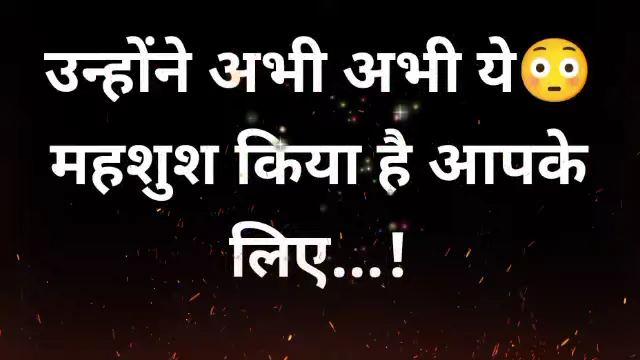 उन्होंने अभी अभी ये😳
महशुश किया है आपके
लिए...!